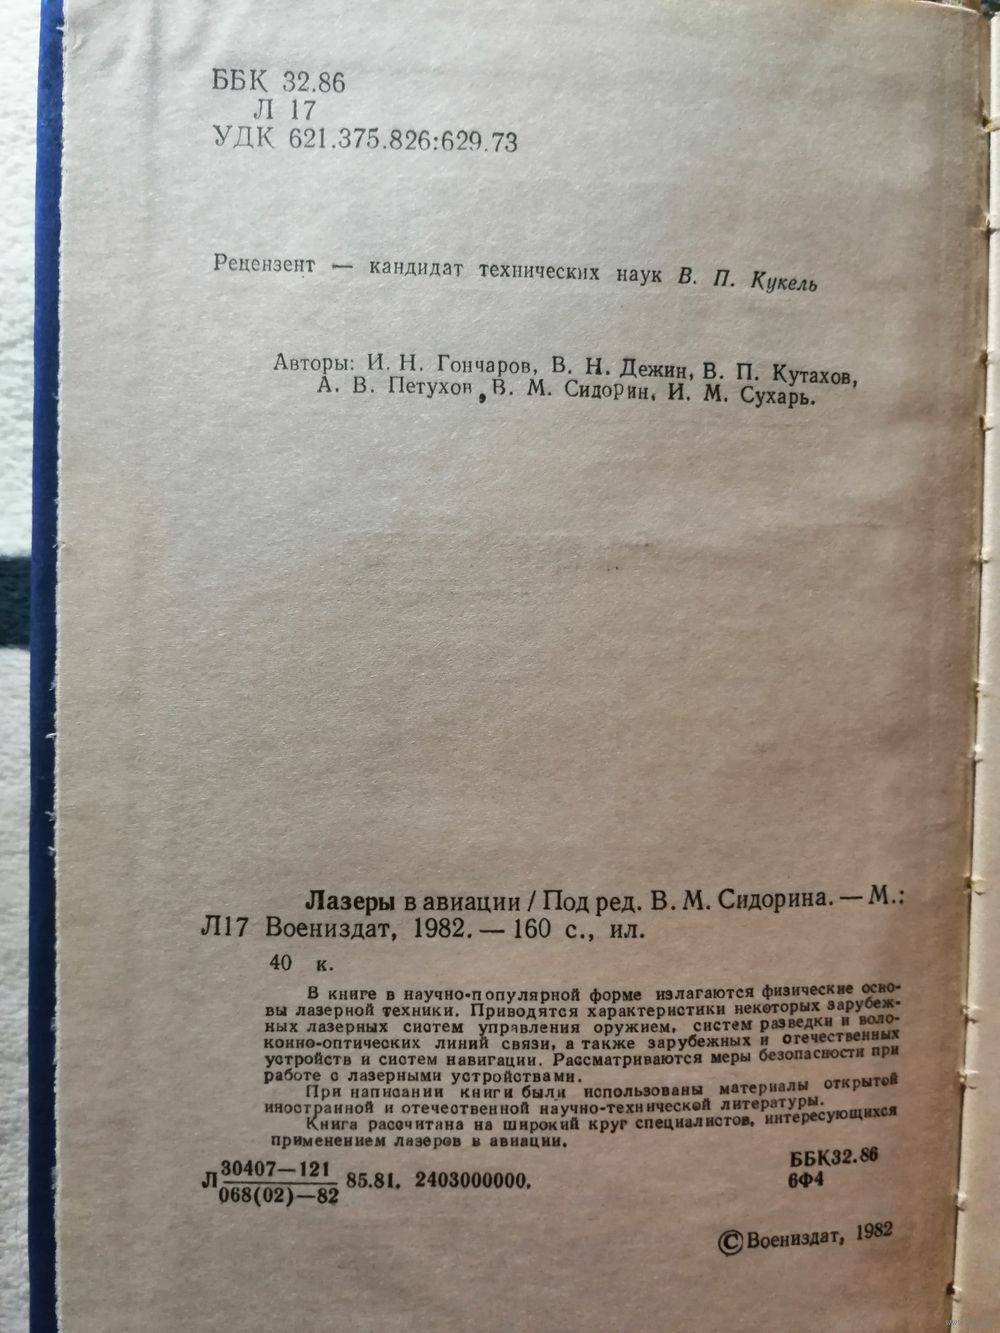 ББК 32.86
Л 17
УДК 621.375.826:629.73
Рецензент — кандидат технических наук В. П. Кукель
Авторы: И. Н. Гончаров, В. Н. Дежин, В. П. Кутахов,
А. В. Петухов, В. М. Сидорин, И. М. Сухарь.
Лазеры в авиации / Под ред. В. М. Сидорина. — М.:
Л17 Воениздат, 1982. — 160 с., ил.
40 к.
В книге в научно-популярной форме излагаются физические осно-
вы лазерной техники. Приводятся характеристики некоторых зарубеж-
ных лазерных систем управления оружием, систем разведки и воло-
конно-оптических линий связи, а также зарубежных и отечественных
устройств и систем навигации. Рассматриваются меры безопасности при
работе с лазерными устройствами.
При написании книги были использованы материалы открытой
иностранной и отечественной научно-технической литературы.
Книга рассчитана на широкий круг специалистов, интересующихся
применением лазеров в авиации.
Л 30407—121
068(02)—82 85.81. 2403000000.
ББК32.86
6Ф4
© Воениздат, 1982